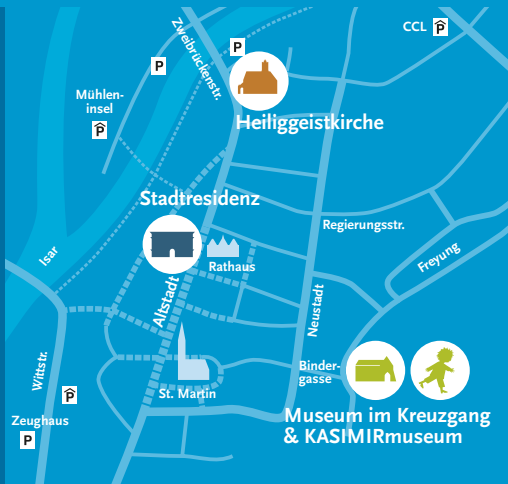 Zweibrückenstr.
CCL P
P
P
Mühlen-
insel
P
Heiliggeistkirche
Stadtresidenz
Regierungsstr.
Isar
Rathaus
Freyung
Altstadt
Neustadt
Wittstr.
Binder-
gasse
P
St. Martin
Zeughaus
P
Museum im Kreuzgang
& KASIMIRmuseum